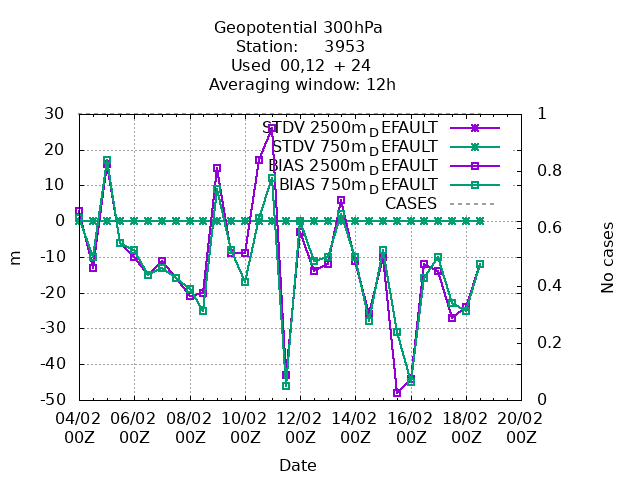 Geopotential 300hPa
Station: 3953
Used 00,12 + 24
Averaging window: 12h
30
20
10
0
-10
-20
-30
-40
-50
m
1
0.8
0.6
0.4
0.2
0
No cases
STDV 2500m_DEFAULT
STDV 750m_DEFAULT
BIAS 2500m_DEFAULT
BIAS 750m_DEFAULT
CASES
04/02 06/02 08/02 10/02 12/02 14/02 16/02 18/02 20/02
00Z 00Z 00Z 00Z 00Z 00Z 00Z 00Z 00Z
Date